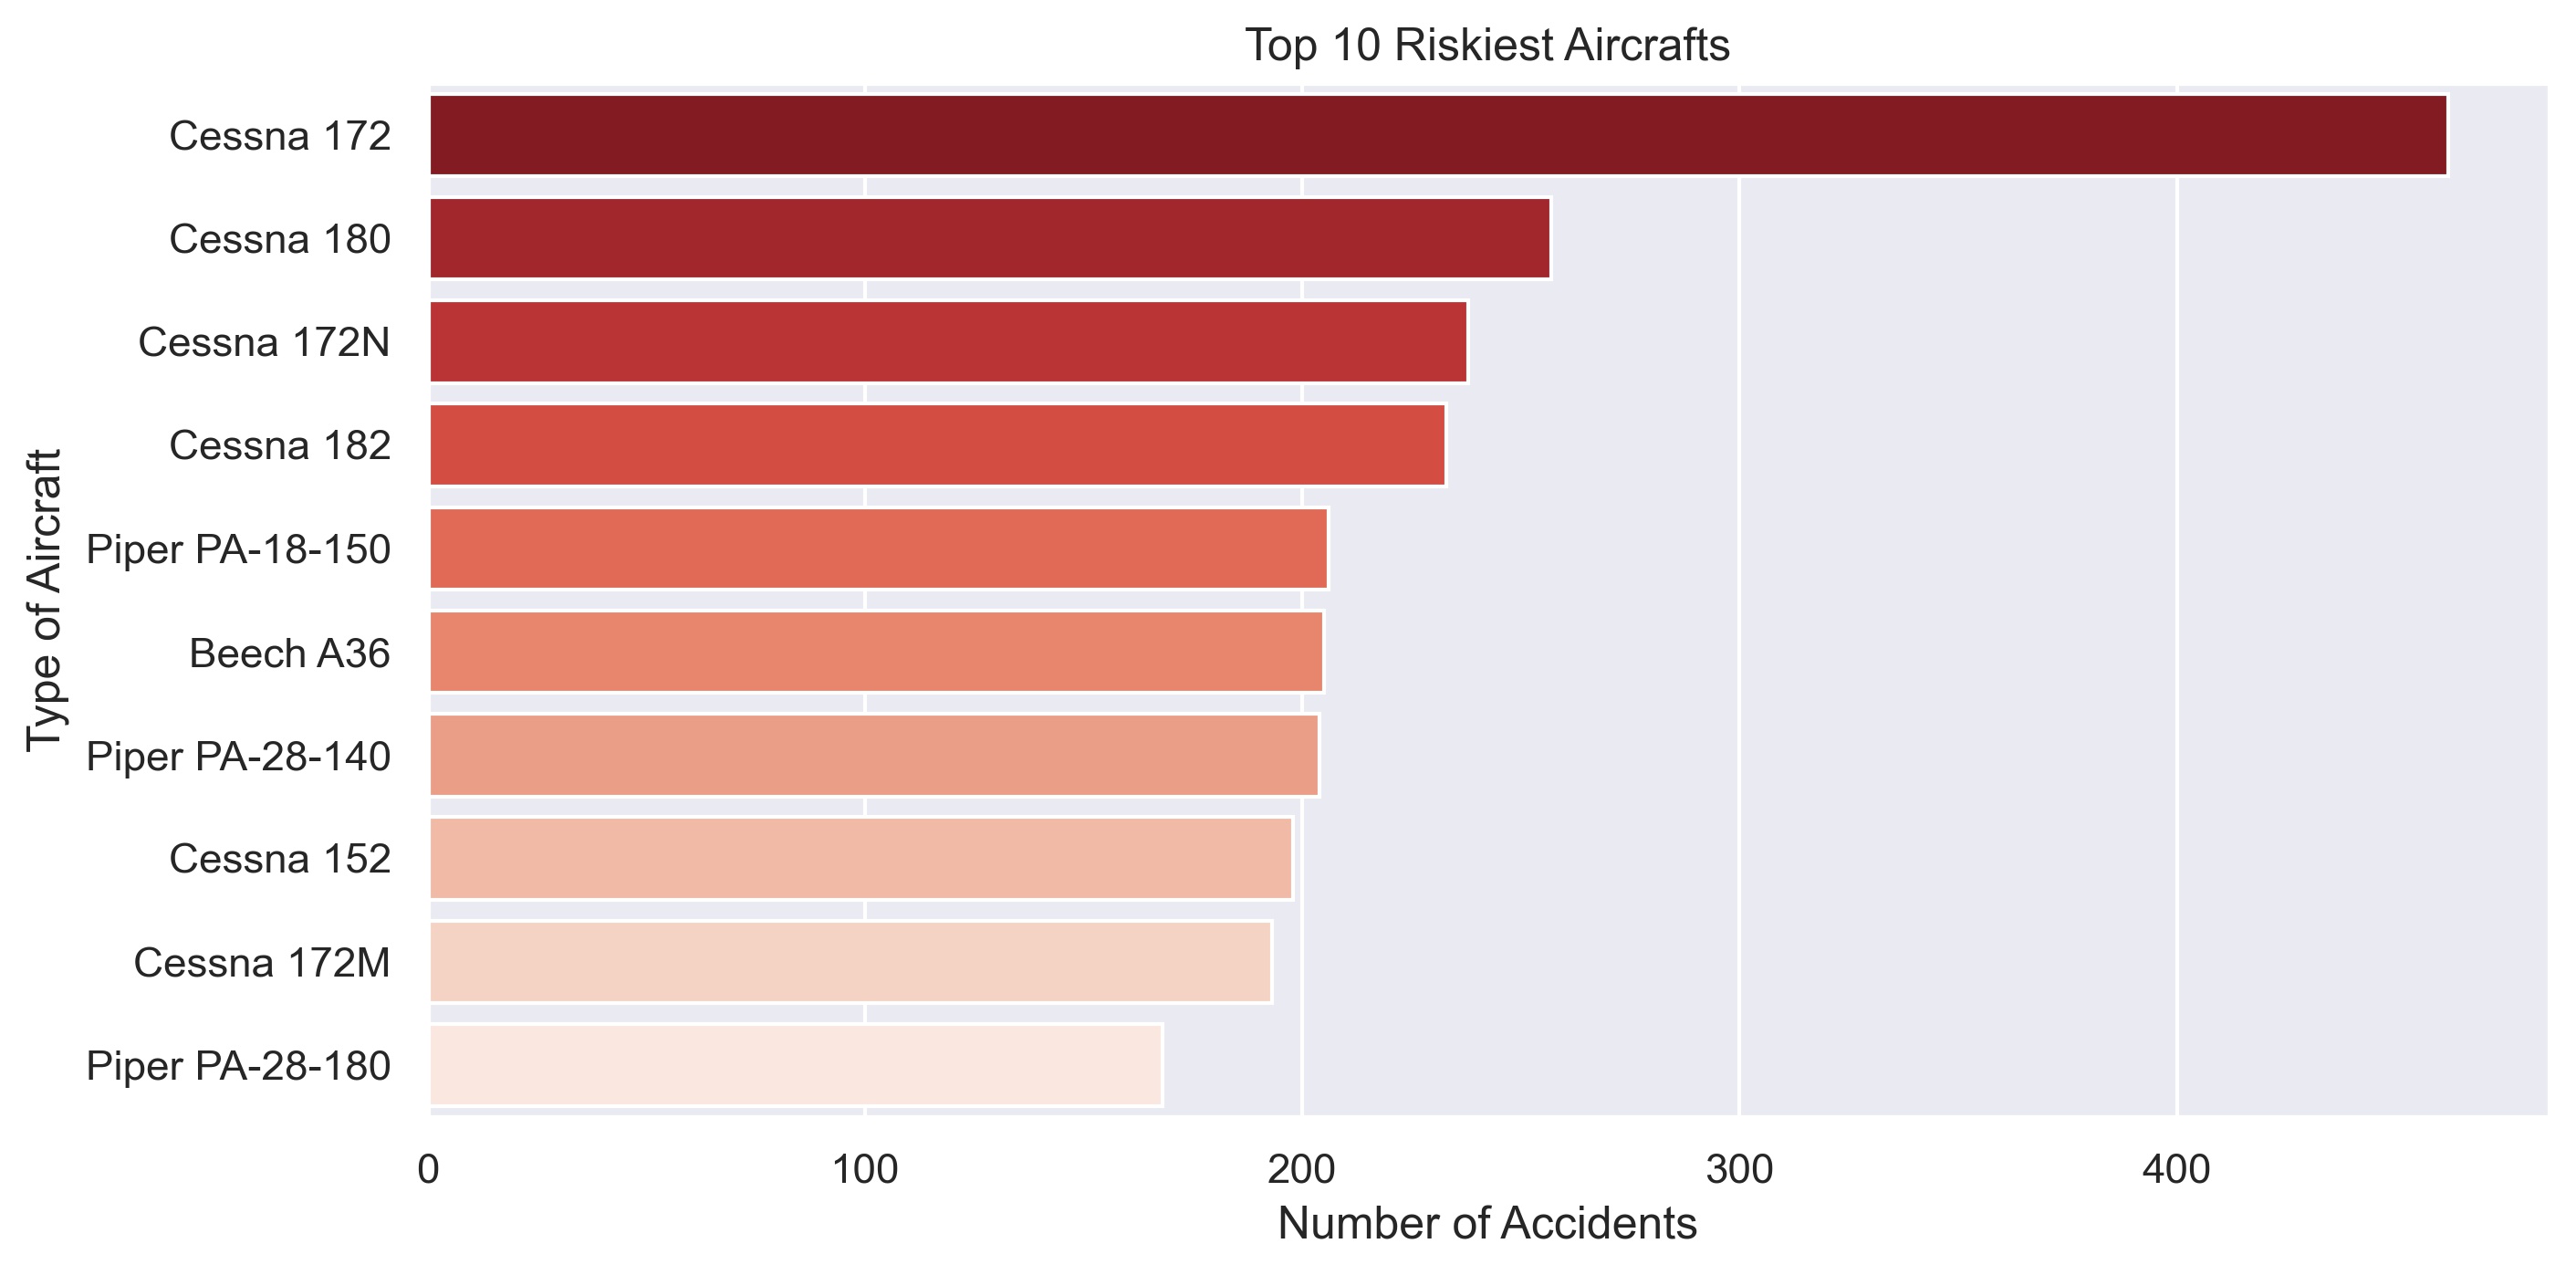 Top 10 Riskiest Aircrafts
Type of Aircraft
Cessna 172
Cessna 180
Cessna 172N
Cessna 182
Piper PA-18-150
Beech A36
Piper PA-28-140
Cessna 152
Cessna 172M
Piper PA-28-180
0 100 200 300 400
Number of Accidents